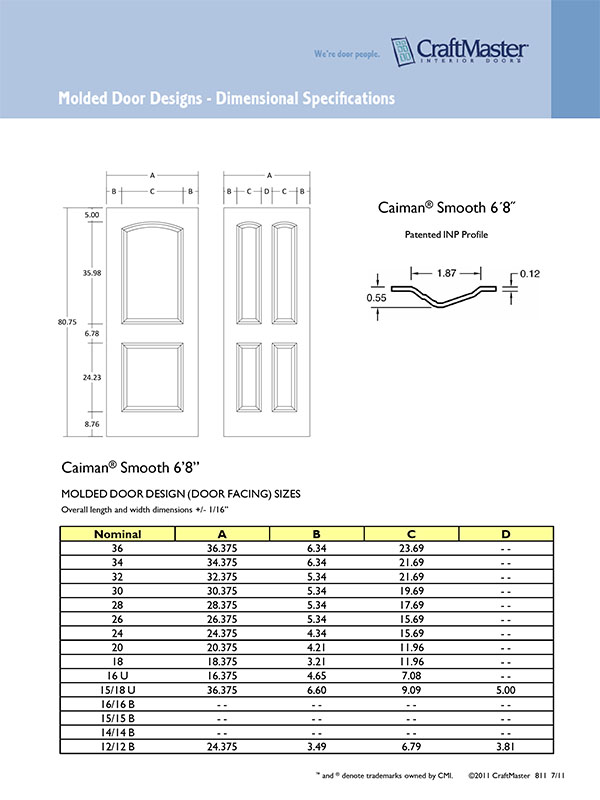 We're door people.
CraftMaster™
INTERIOR DOORS
Molded Door Designs - Dimensional Specifications
A A
B C B B C D C B
5.00
35.98
80.75
6.78
24.23
8.76
Caiman® Smooth 6´8˝
Patented INP Profile
1.87 0.12
0.55
Caiman® Smooth 6'8"
MOLDED DOOR DESIGN (DOOR FACING) SIZES
Overall length and width dimensions +/- 1/16"
Nominal A B C D
36 36.375 6.34 23.69 - -
34 34.375 6.34 21.69 - -
32 32.375 5.34 21.69 - -
30 30.375 5.34 19.69 - -
28 28.375 5.34 17.69 - -
26 26.375 5.34 15.69 - -
24 24.375 4.34 15.69 - -
20 20.375 4.21 11.96 - -
18 18.375 3.21 11.96 - -
16 U 16.375 4.65 7.08 - -
15/18 U 36.375 6.60 9.09 5.00
16/16 B - - - - - - - -
15/15 B - - - - - - - -
14/14 B - - - - - - - -
12/12 B 24.375 3.49 6.79 3.81
™ and ® denote trademarks owned by CMI. ©2011 CraftMaster 811 7/11